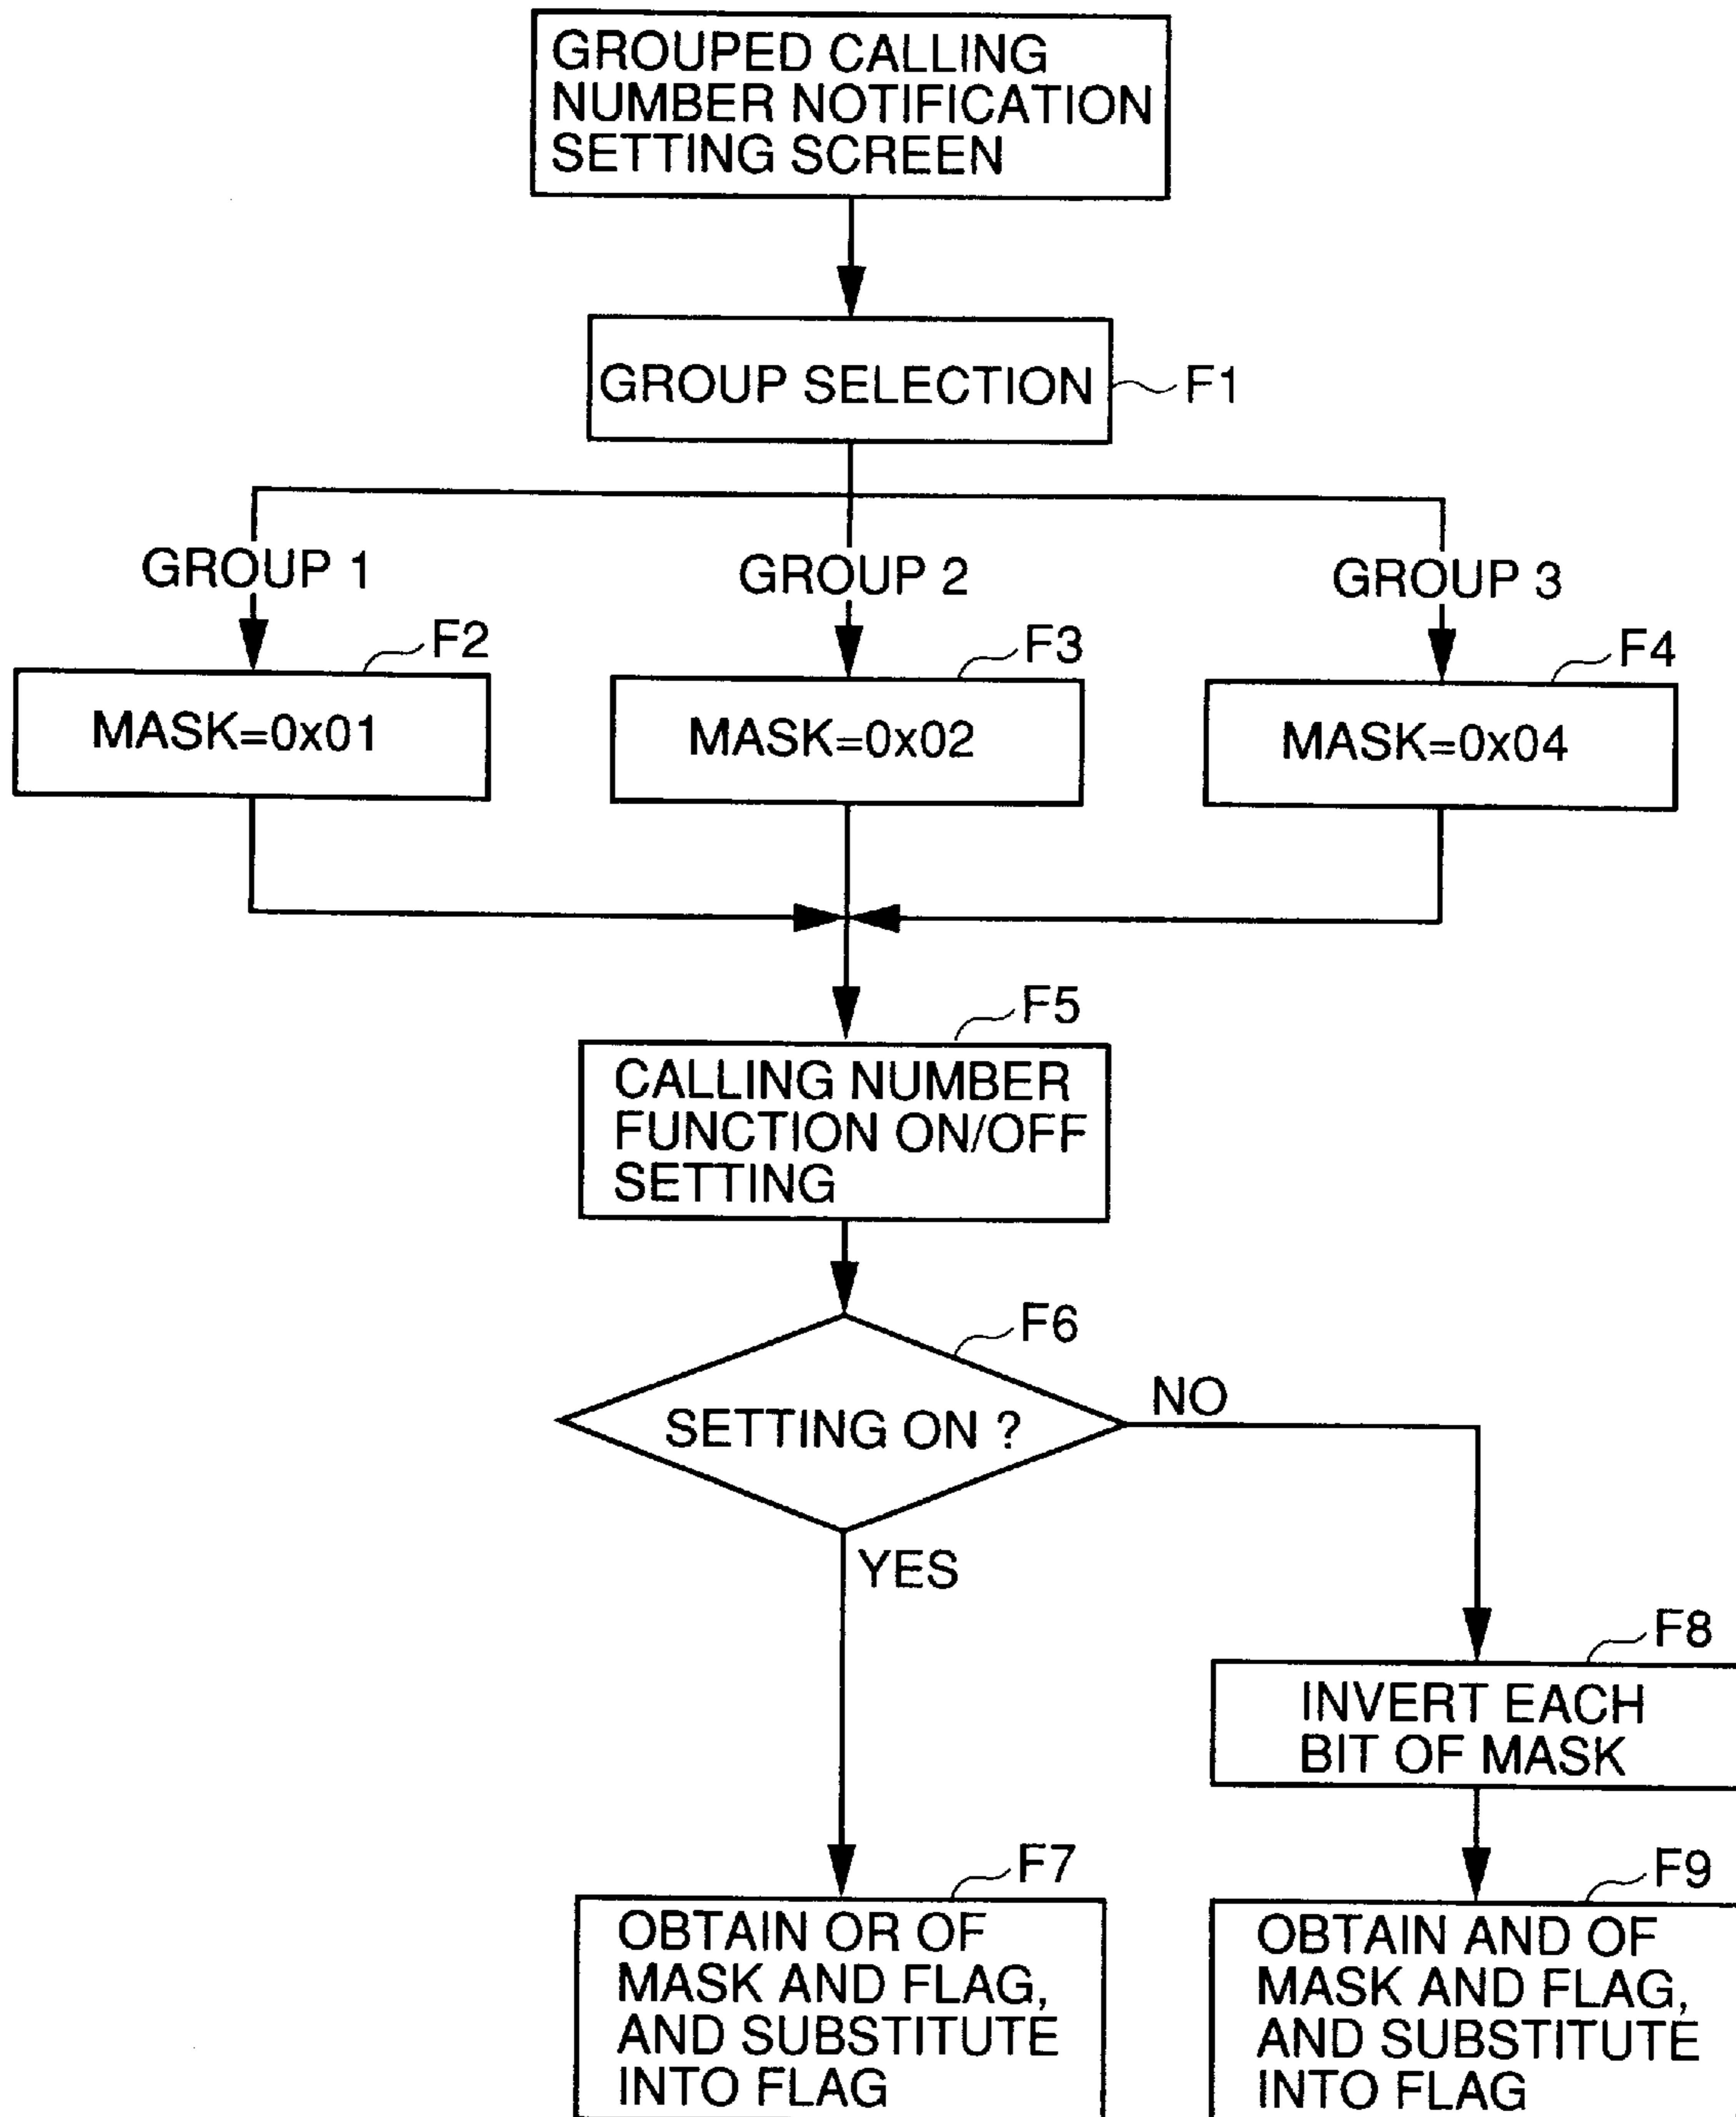 GROUPED CALLING
NUMBER NOTIFICATION
SETTING SCREEN
GROUP SELECTION
F1
GROUP 1
GROUP 2
GROUP 3
F2
F3
F4
MASK=0x01
MASK=0x02
MASK=0x04
F5
CALLING NUMBER
FUNCTION ON/OFF
SETTING
F6
SETTING ON ?
NO
YES
F8
INVERT EACH
BIT OF MASK
F7
OBTAIN OR OF
MASK AND FLAG,
AND SUBSTITUTE
INTO FLAG
F9
OBTAIN AND OF
MASK AND FLAG,
AND SUBSTITUTE
INTO FLAG